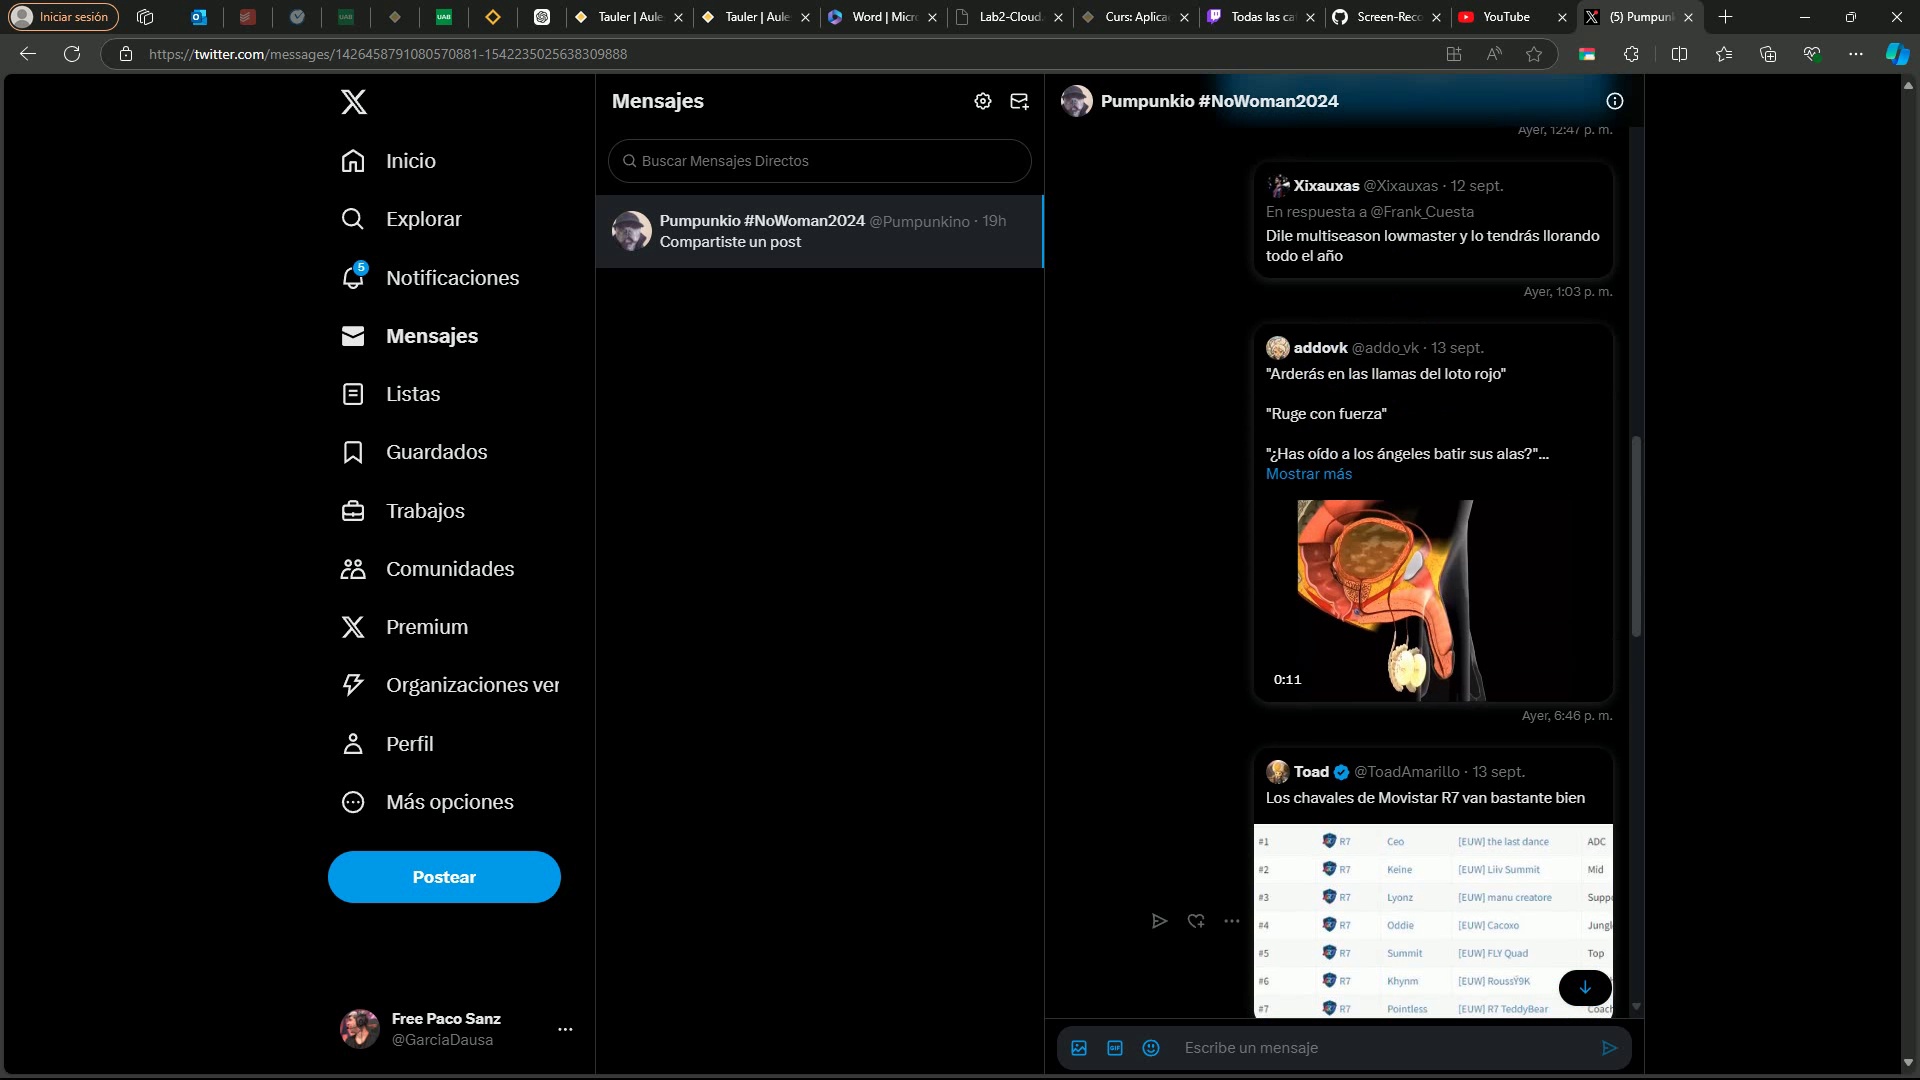 Iniciar sesión
Tauler | Aule
Tauler | Aule
Word | Micr
Lab2-Cloud.
Curs: Aplica
Todas las ca
Screen-Reco
YouTube
(5) Pumpun
https://twitter.com/messages/1426458791080570881-1542235025638309888
Inicio
Explorar
5
Notificaciones
Mensajes
Listas
Guardados
Trabajos
Comunidades
Premium
Organizaciones ver
Perfil
Más opciones
Postear
Free Paco Sanz
@GarciaDausa
Mensajes
Buscar Mensajes Directos
Pumpunkio #NoWoman2024 @Pumpunkino · 19h
Compartiste un post
Pumpunkio #NoWoman2024
Ayer, 12:47 p. m.
Xixauxas @Xixauxas · 12 sept.
En respuesta a @Frank_Cuesta
Dile multiseason lowmaster y lo tendrás llorando
todo el año
Ayer, 1:03 p. m.
addovk @addo_vk · 13 sept.
"Arderás en las llamas del loto rojo"
"Ruge con fuerza"
"¿Has oído a los ángeles batir sus alas?"...
Mostrar más
0:11
Ayer, 6:46 p. m.
Toad @ToadAmarillo · 13 sept.
Los chavales de Movistar R7 van bastante bien
#1 R7 Ceo [EUW] the last dance ADC
#2 R7 Keine [EUW] Liiv Summit Mid
#3 R7 Lyonz [EUW] manu creatore Suppo
#4 R7 Oddie [EUW] Cacoxo Jungl
#5 R7 Summit [EUW] FLY Quad Top
#6 R7 Khynm [EUW] RoussŸ9K
#7 R7 Pointless [EUW] R7 TeddyBear Coach
GIF
Escribe un mensaje